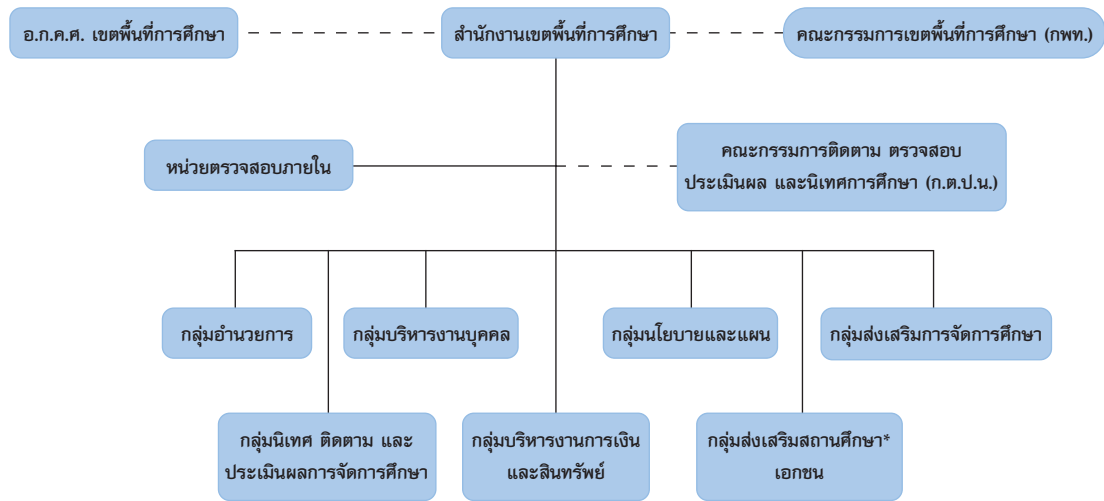 อ.ก.ค.ศ. เขตพื้นที่การศึกษา
สำนักงานเขตพื้นที่การศึกษา
คณะกรรมการเขตพื้นที่การศึกษา (กพท.)
หน่วยตรวจสอบภายใน
คณะกรรมการติดตาม ตรวจสอบ
ประเมินผล และนิเทศการศึกษา (ก.ต.ป.น.)
กลุ่มอำนวยการ
กลุ่มบริหารงานบุคคล
กลุ่มนโยบายและแผน
กลุ่มส่งเสริมการจัดการศึกษา
กลุ่มนิเทศ ติดตาม และ
ประเมินผลการจัดการศึกษา
กลุ่มบริหารงานการเงิน
และสินทรัพย์
กลุ่มส่งเสริมสถานศึกษา*
เอกชน